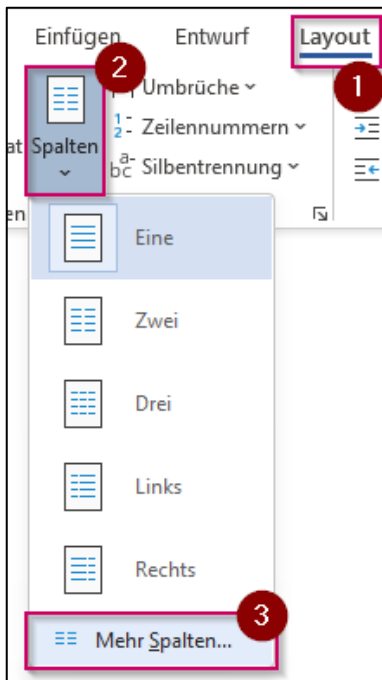 Einfügen Entwurf Layout
2
1
Umbrüche
Spalten
Zeilennummern
Silbentrennung
Eine
Zwei
Drei
Links
Rechts
3
Mehr Spalten...